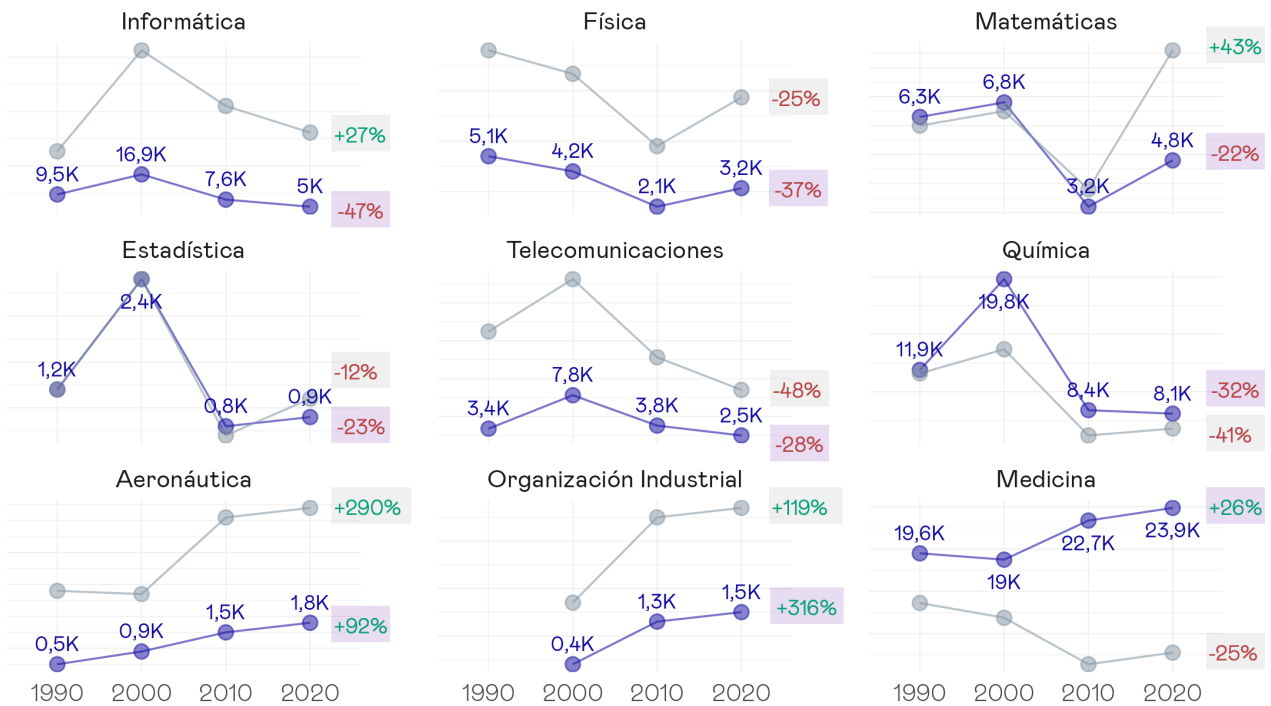 Informática
9,5K
16,9K
7,6K
5K
+27%
-47%
Física
5,1K
4,2K
2,1K
3,2K
-25%
-37%
Matemáticas
6,3K
6,8K
3,2K
4,8K
+43%
-22%
Estadística
1,2K
2,4K
0,8K
0,9K
-12%
-23%
Telecomunicaciones
3,4K
7,8K
3,8K
2,5K
-48%
-28%
Química
11,9K
19,8K
8,4K
8,1K
-32%
-41%
Aeronáutica
0,5K
0,9K
1,5K
1,8K
+290%
+92%
Organización Industrial
0,4K
1,3K
1,5K
+119%
+316%
Medicina
19,6K
19K
22,7K
23,9K
+26%
-25%
1990 2000 2010 2020
1990 2000 2010 2020
1990 2000 2010 2020